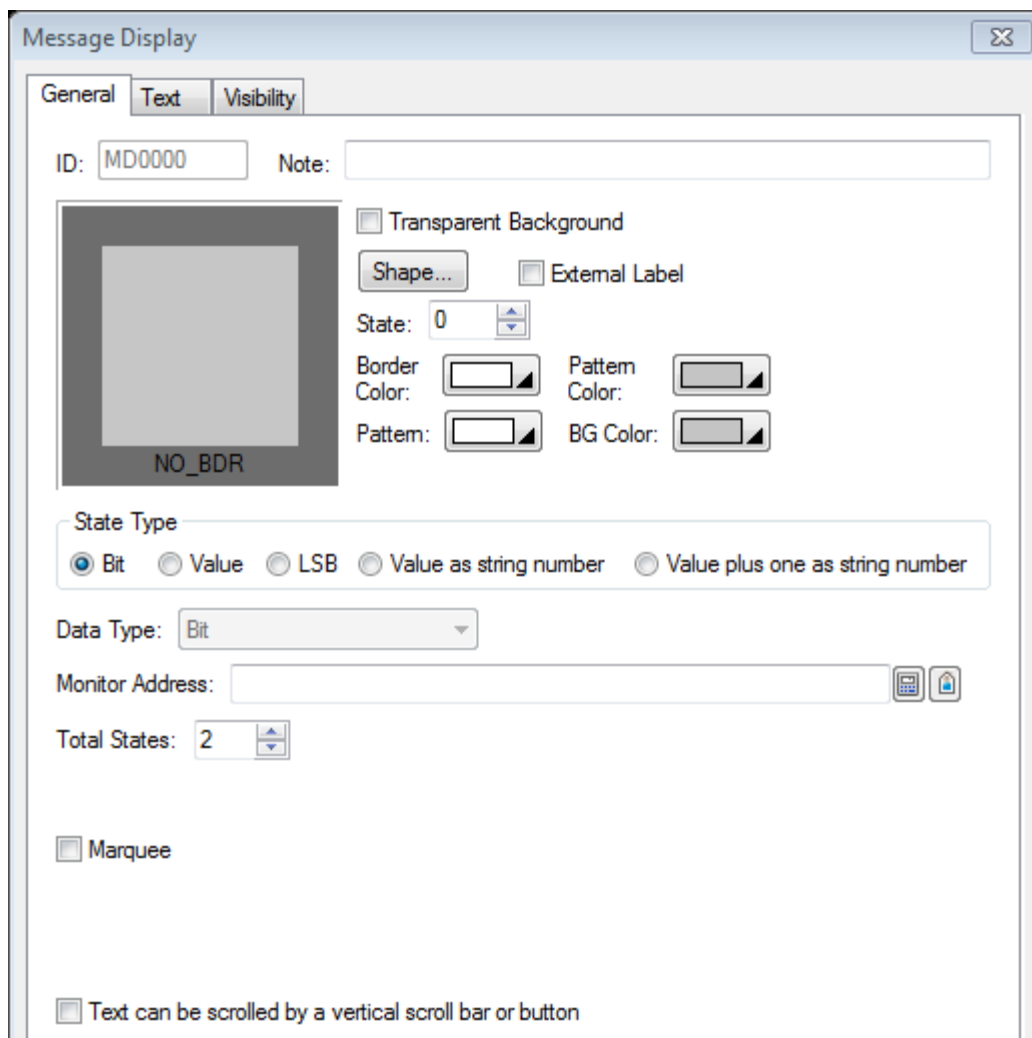 Message Display
General Text Visibility
ID: MD0000 Note:
Transparent Background
Shape... External Label
State: 0
Border Color: Pattern Color:
Pattern: BG Color:
NO_BDR
State Type
Bit Value LSB Value as string number Value plus one as string number
Data Type: Bit
Monitor Address:
Total States: 2
Marquee
Text can be scrolled by a vertical scroll bar or button